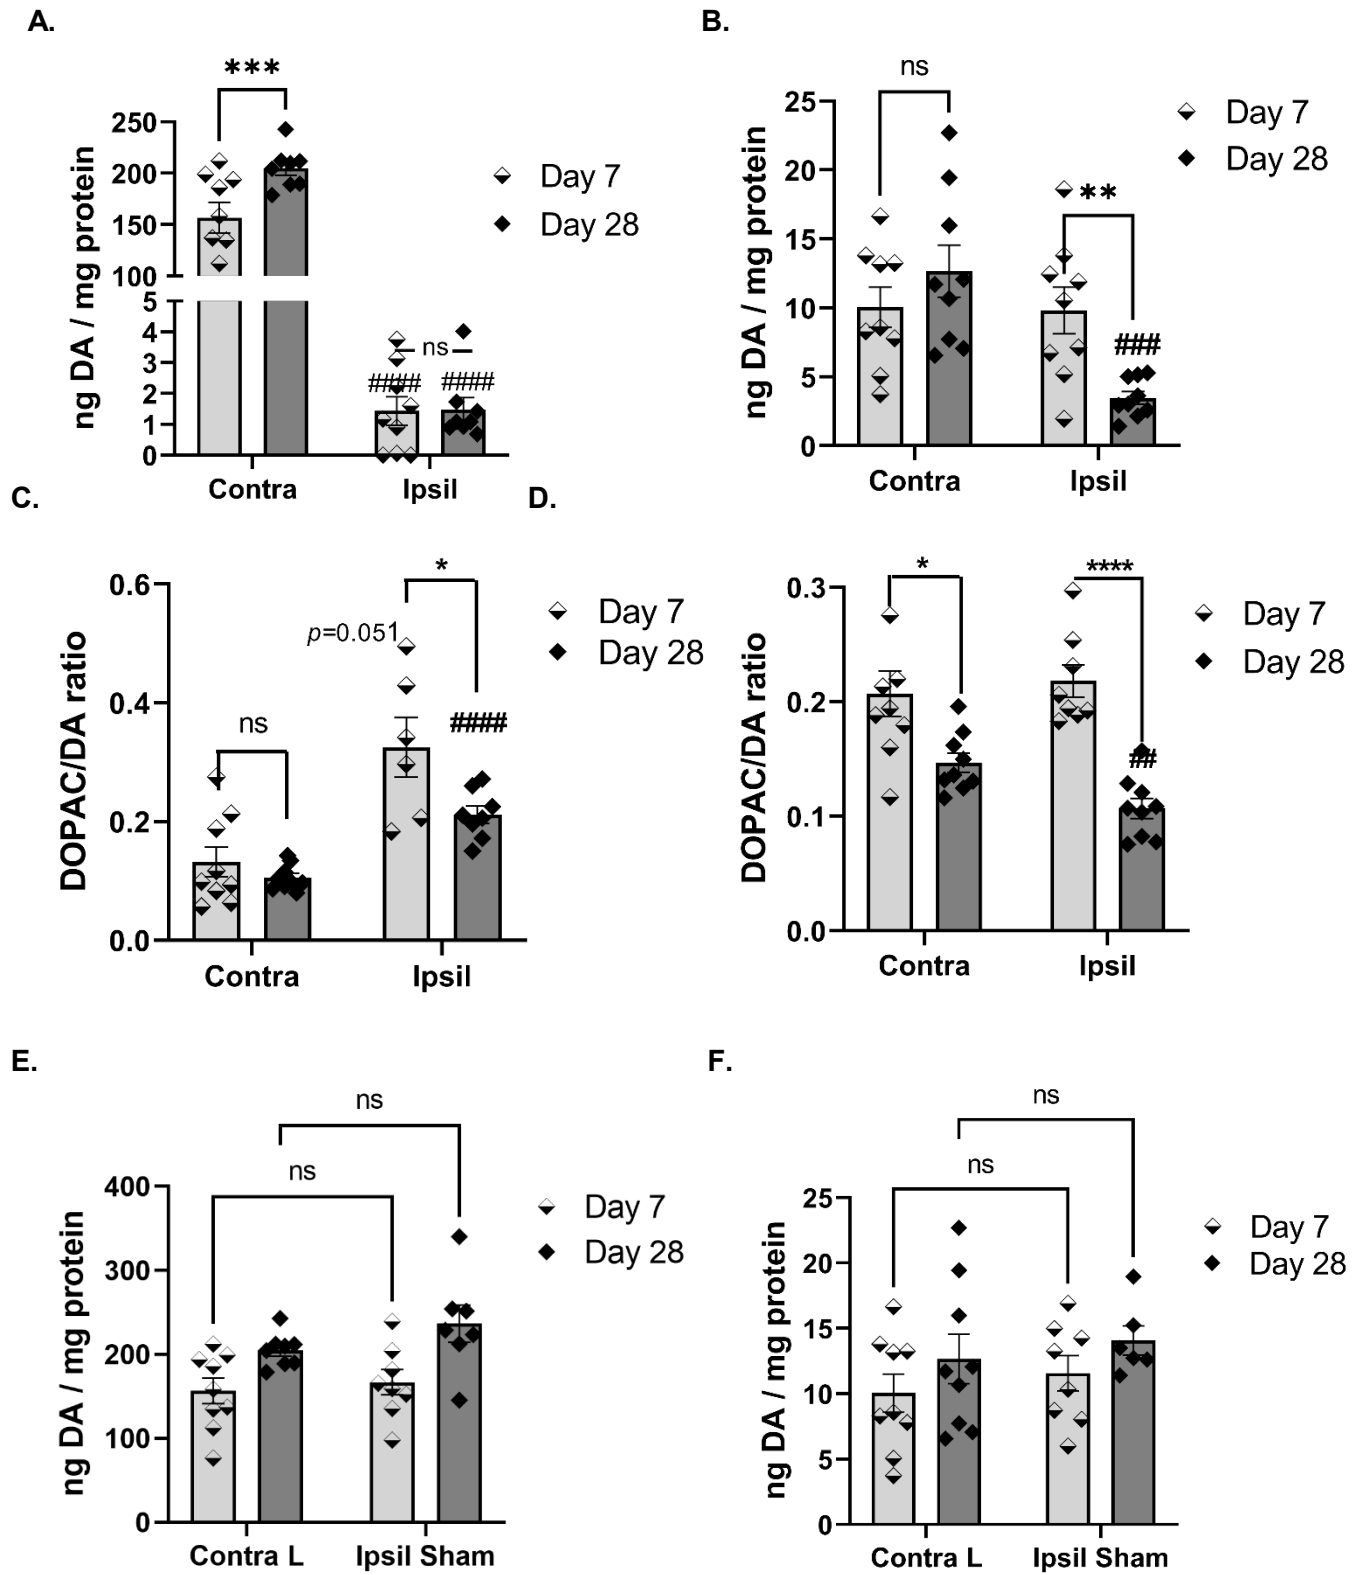 A.
***
250
200
150
100
5
4
3
2
1
0
ng DA / mg protein
ns
####
####
Contra
Ipsil
Day 7
Day 28
B.
ns
25
20
15
10
5
0
ng DA / mg protein
**
###
Contra
Ipsil
Day 7
Day 28
C.
0.6
0.4
0.2
0.0
DOPAC/DA ratio
ns
p=0.051
*
####
Contra
Ipsil
Day 7
Day 28
D.
0.3
0.2
0.1
0.0
DOPAC/DA ratio
*
****
##
Contra
Ipsil
Day 7
Day 28
E.
ns
ns
400
300
200
100
0
ng DA / mg protein
Contra L
Ipsil Sham
Day 7
Day 28
F.
ns
ns
25
20
15
10
5
0
ng DA / mg protein
Contra L
Ipsil Sham
Day 7
Day 28